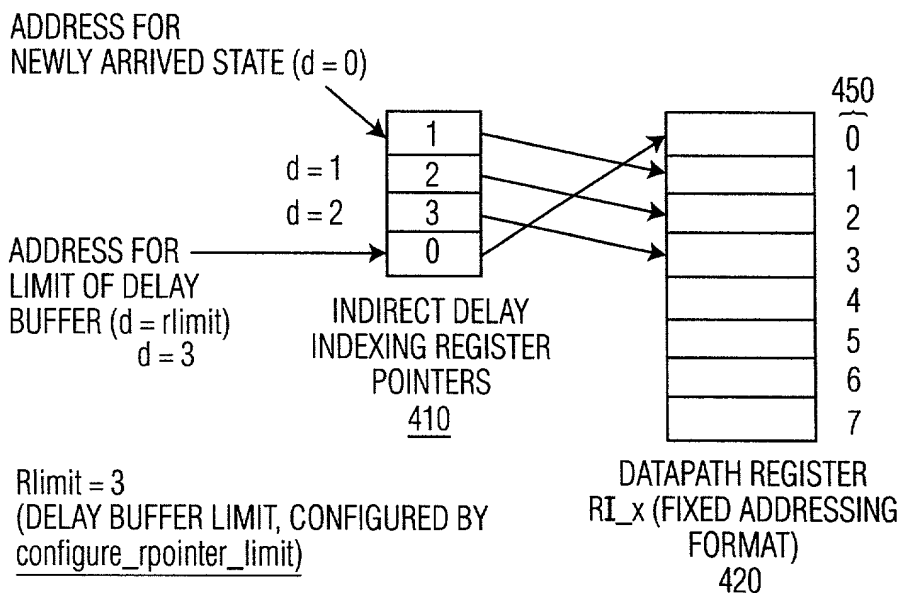 ADDRESS FOR
NEWLY ARRIVED STATE (d = 0)
450
1
2
3
0
d = 1
d = 2
ADDRESS FOR
LIMIT OF DELAY
BUFFER (d = rlimit)
d = 3
INDIRECT DELAY
INDEXING REGISTER
POINTERS
410
0
1
2
3
4
5
6
7
DATAPATH REGISTER
RI_x (FIXED ADDRESSING
FORMAT)
420
Rlimit = 3
(DELAY BUFFER LIMIT, CONFIGURED BY
configure_rpointer_limit)